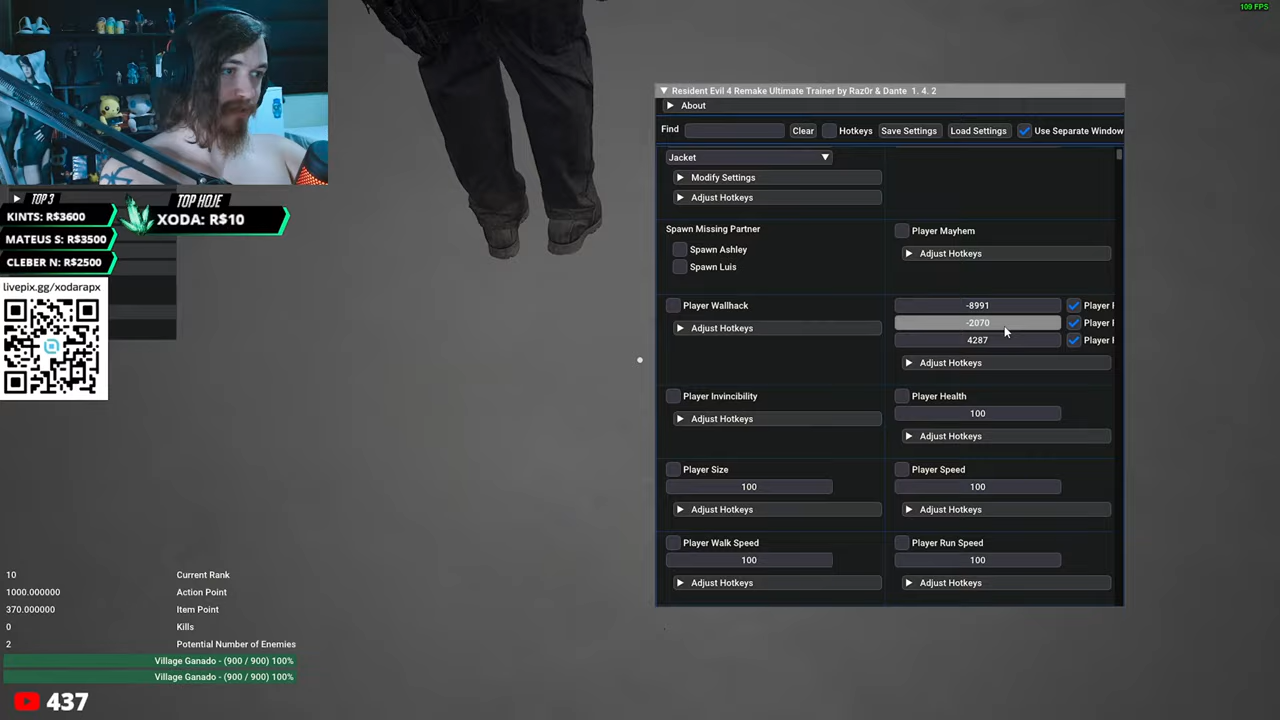 109 FPS
Resident Evil 4 Remake Ultimate Trainer by Raz0r & Dante 1. 4. 2
About
Find
Clear
Hotkeys
Save Settings
Load Settings
Use Separate Window
Jacket
Modify Settings
Adjust Hotkeys
Spawn Missing Partner
Spawn Ashley
Spawn Luis
Player Mayhem
Adjust Hotkeys
Player Wallhack
Adjust Hotkeys
-8991
Player
-2070
Player
4287
Player
Adjust Hotkeys
Player Invincibility
Adjust Hotkeys
Player Health
100
Adjust Hotkeys
Player Size
100
Adjust Hotkeys
Player Speed
100
Adjust Hotkeys
Player Walk Speed
100
Adjust Hotkeys
Player Run Speed
100
Adjust Hotkeys
TOP 3
KINTS: R$3600
MATEUS S: R$3500
CLEBER N: R$2500
TOP HOJE
XODA: R$10
livepix.gg/xodarapx
10 Current Rank
1000.000000 Action Point
370.000000 Item Point
0 Kills
2 Potential Number of Enemies
Village Ganado - (900 / 900) 100%
Village Ganado - (900 / 900) 100%
437